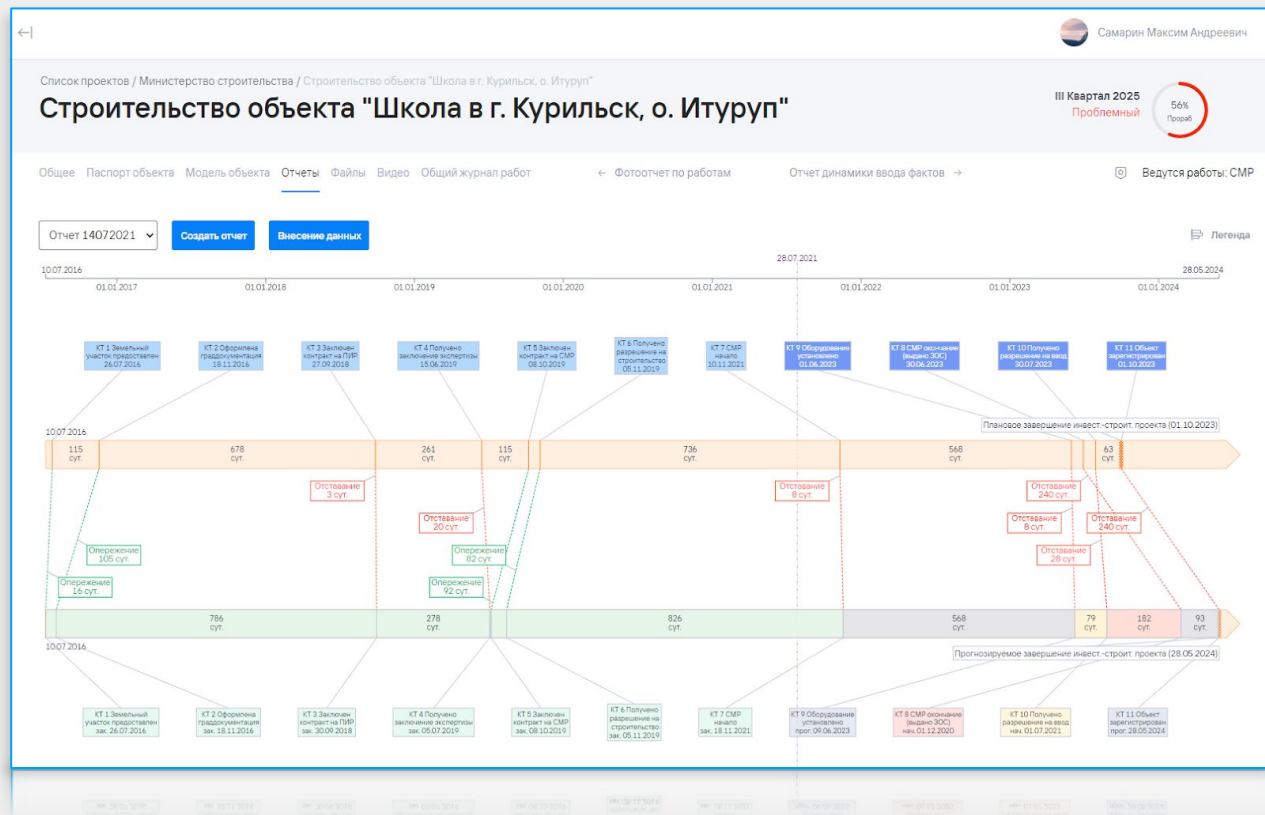 Самарин Максим Андреевич
Список проектов / Министерство строительства / Строительство объекта "Школа в г. Курильск, о. Итуруп"
Строительство объекта "Школа в г. Курильск, о. Итуруп"
III Квартал 2025
Проблемный
56%
Прораб
Общее Паспорт объекта Модель объекта Отчеты Файлы Видео Общий журнал работ ← Фотоотчет по работам Отчет динамики ввода фактов → Ведутся работы: СМР
Отчет 14072021 Создать отчет Внесение данных Легенда
28.07.2021
10.07.2016 28.05.2024
01.01.2017 01.01.2018 01.01.2019 01.01.2020 01.01.2021 01.01.2022 01.01.2023 01.01.2024
КТ 1 Земельный
участок предоставлен
26.07.2016
КТ 2 Оформлена
граддокументация
18.11.2016
КТ 3 Заключен
контракт на ПИР
27.09.2018
КТ 4 Получено
заключение экспертизы
15.06.2019
КТ 5 Заключен
контракт на СМР
08.10.2019
КТ 6 Получено
разрешение на
строительство
05.11.2019
КТ 7 СМР
начало
10.11.2021
КТ 9 Оборудование
установлено
01.06.2023
КТ 8 СМР окончание
(выдано ЗОС)
30.06.2023
КТ 10 Получено
разрешение на ввод
30.07.2023
КТ 11 Объект
зарегистрирован
01.10.2023
Плановое завершение инвест.-строит. проекта (01.10.2023)
10.07.2016
115
сут.
678
сут.
261
сут.
115
сут.
736
сут.
568
сут.
63
сут.
Отставание
3 сут.
Отставание
20 сут.
Отставание
8 сут.
Отставание
240 сут.
Отставание
8 сут.
Отставание
240 сут.
Отставание
28 сут.
Опережение
105 сут.
Опережение
16 сут.
Опережение
82 сут.
Опережение
92 сут.
786
сут.
278
сут.
826
сут.
568
сут.
79
сут.
182
сут.
93
сут.
10.07.2016
Прогнозируемое завершение инвест.-строит. проекта (28.05.2024)
КТ 1 Земельный
участок предоставлен
зак. 26.07.2016
КТ 2 Оформлена
граддокументация
зак. 18.11.2016
КТ 3 Заключен
контракт на ПИР
зак. 30.09.2018
КТ 4 Получено
заключение экспертизы
зак. 05.07.2019
КТ 5 Заключен
контракт на СМР
зак. 08.10.2019
КТ 6 Получено
разрешение на
строительство
зак. 05.11.2019
КТ 7 СМР
начало
зак. 18.11.2021
КТ 9 Оборудование
установлено
прог. 09.06.2023
КТ 8 СМР окончание
(выдано ЗОС)
нач. 01.12.2020
КТ 10 Получено
разрешение на ввод
нач. 01.07.2021
КТ 11 Объект
зарегистрирован
прог. 28.05.2024